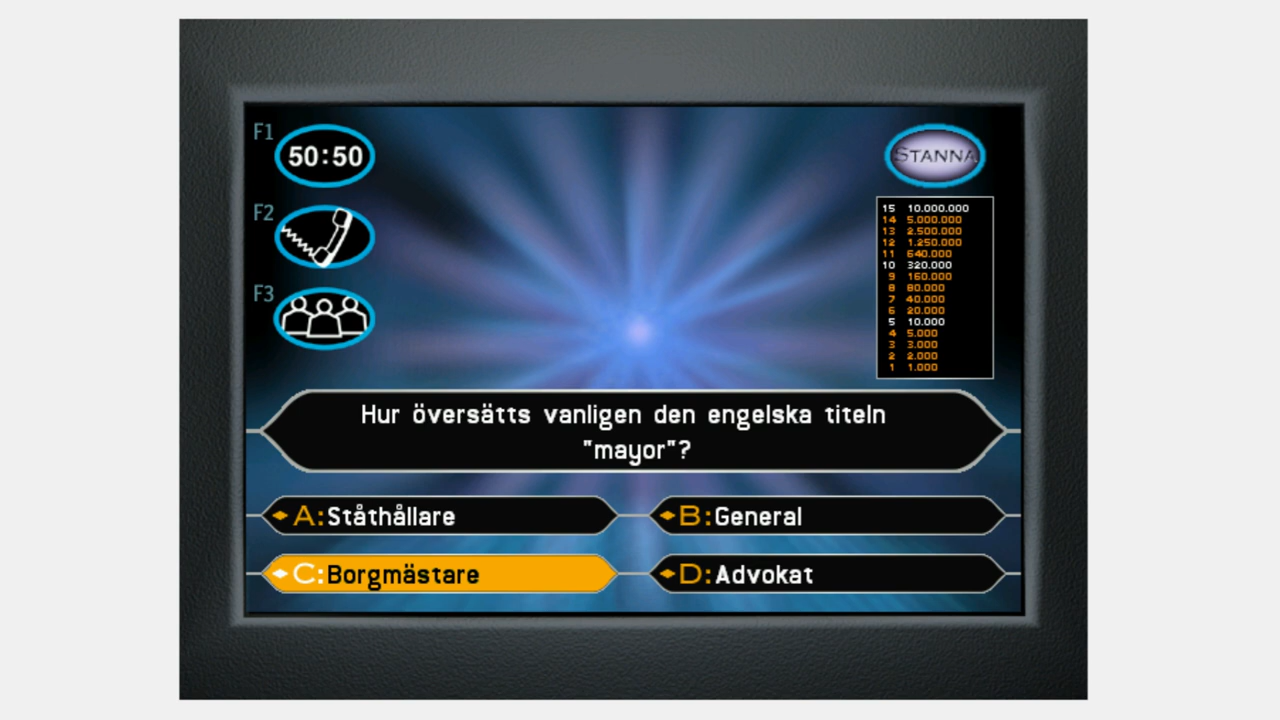 F1
50:50
STANNA
F2
F3
15 10.000.000
14 5.000.000
13 2.500.000
12 1.250.000
11 640.000
10 320.000
9 160.000
8 80.000
7 40.000
6 20.000
5 10.000
4 5.000
3 3.000
2 2.000
1 1.000
Hur översätts vanligen den engelska titeln
"mayor"?
A:Ståthållare
B:General
C:Borgmästare
D:Advokat